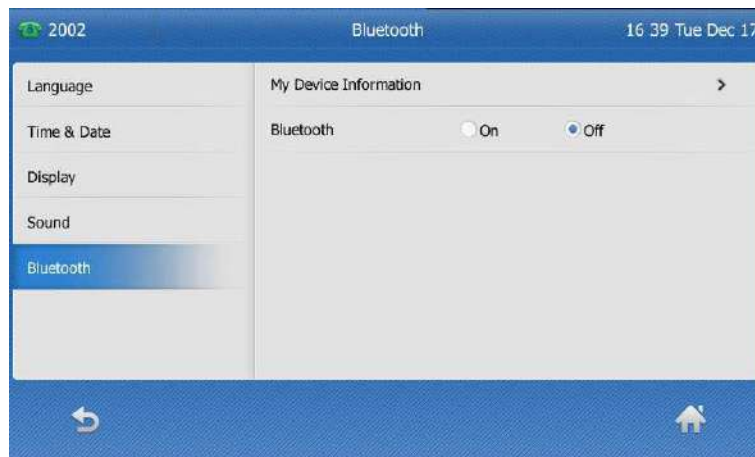 2002 Bluetooth 16 39 Tue Dec 17
Language
Time & Date
Display
Sound
Bluetooth
My Device Information >
Bluetooth On Off